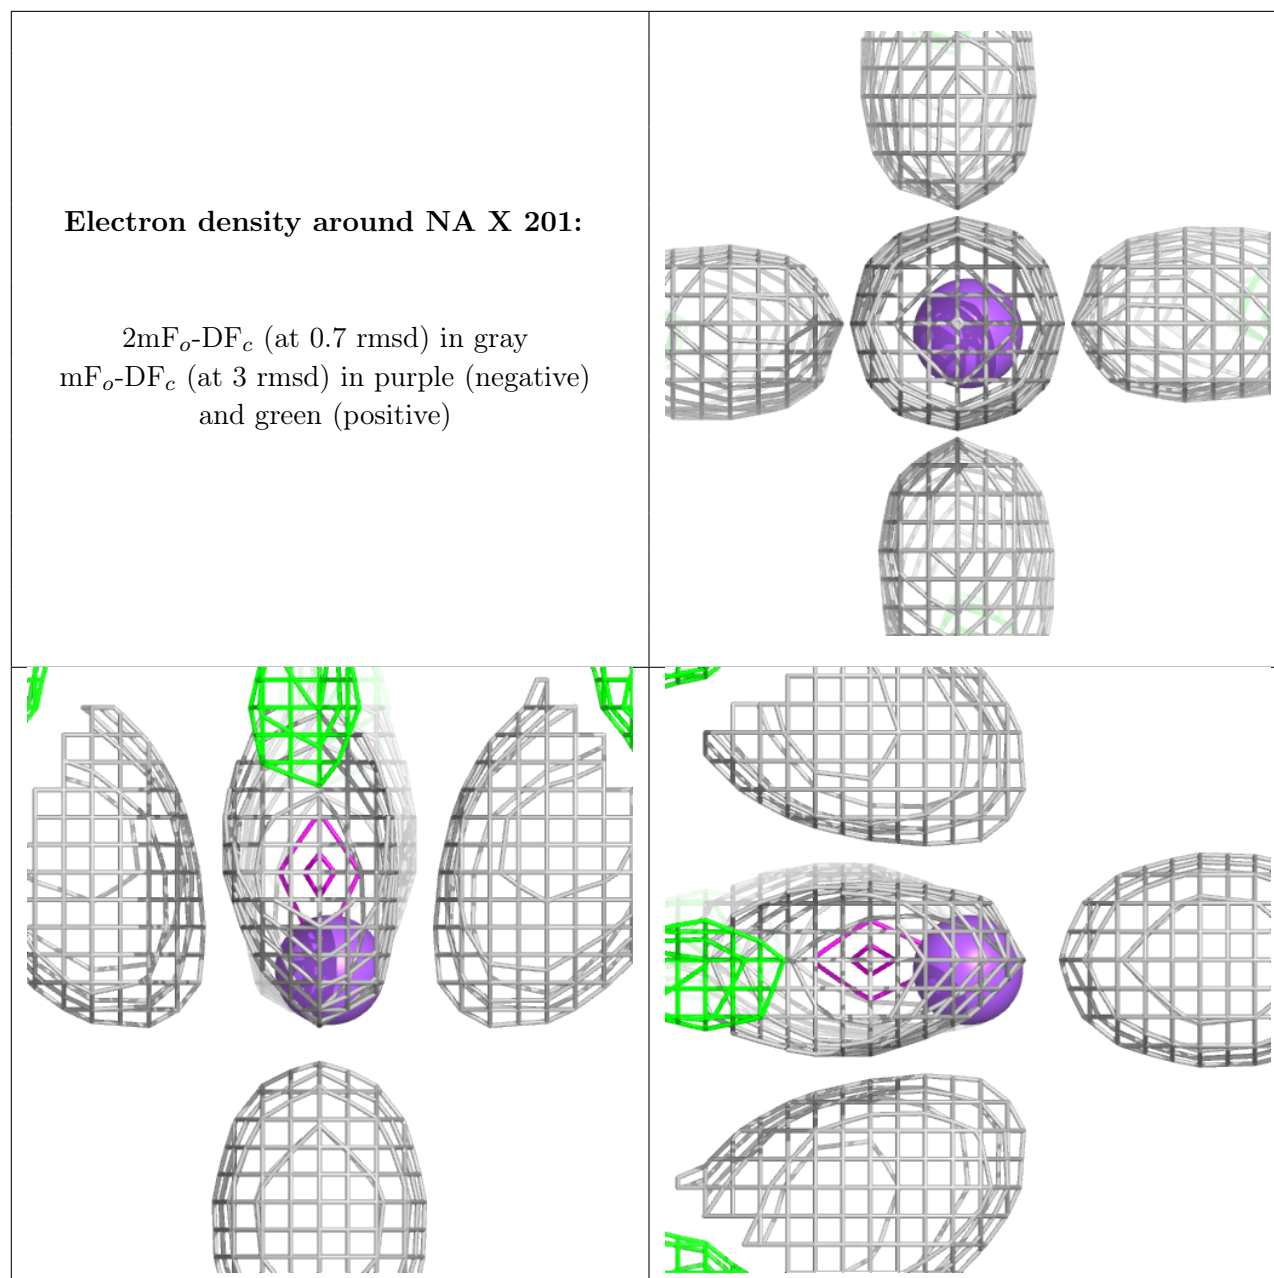 Electron density around NA X 201:
2mFo-DFc (at 0.7 rmsd) in gray
mFo-DFc (at 3 rmsd) in purple (negative)
and green (positive)